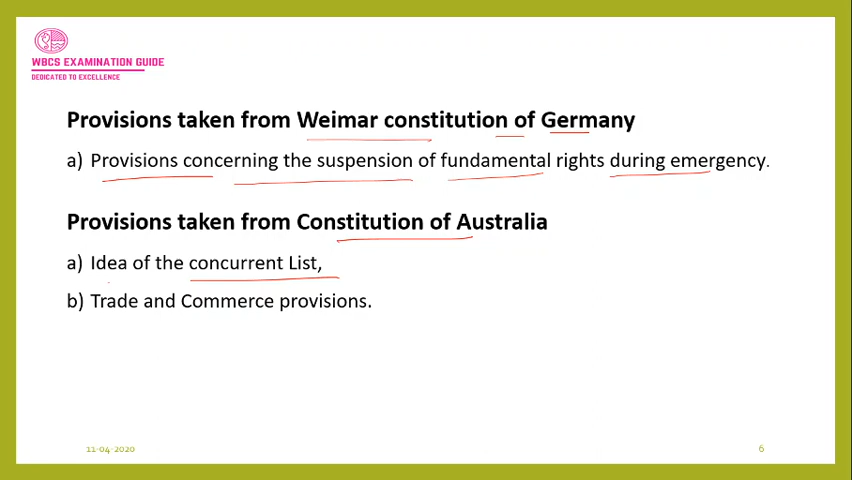 WBCS EXAMINATION GUIDE
DEDICATED TO EXCELLENCE
Provisions taken from Weimar constitution of Germany
a) Provisions concerning the suspension of fundamental rights during emergency.
Provisions taken from Constitution of Australia
a) Idea of the concurrent List,
b) Trade and Commerce provisions.
11-04-2020
6